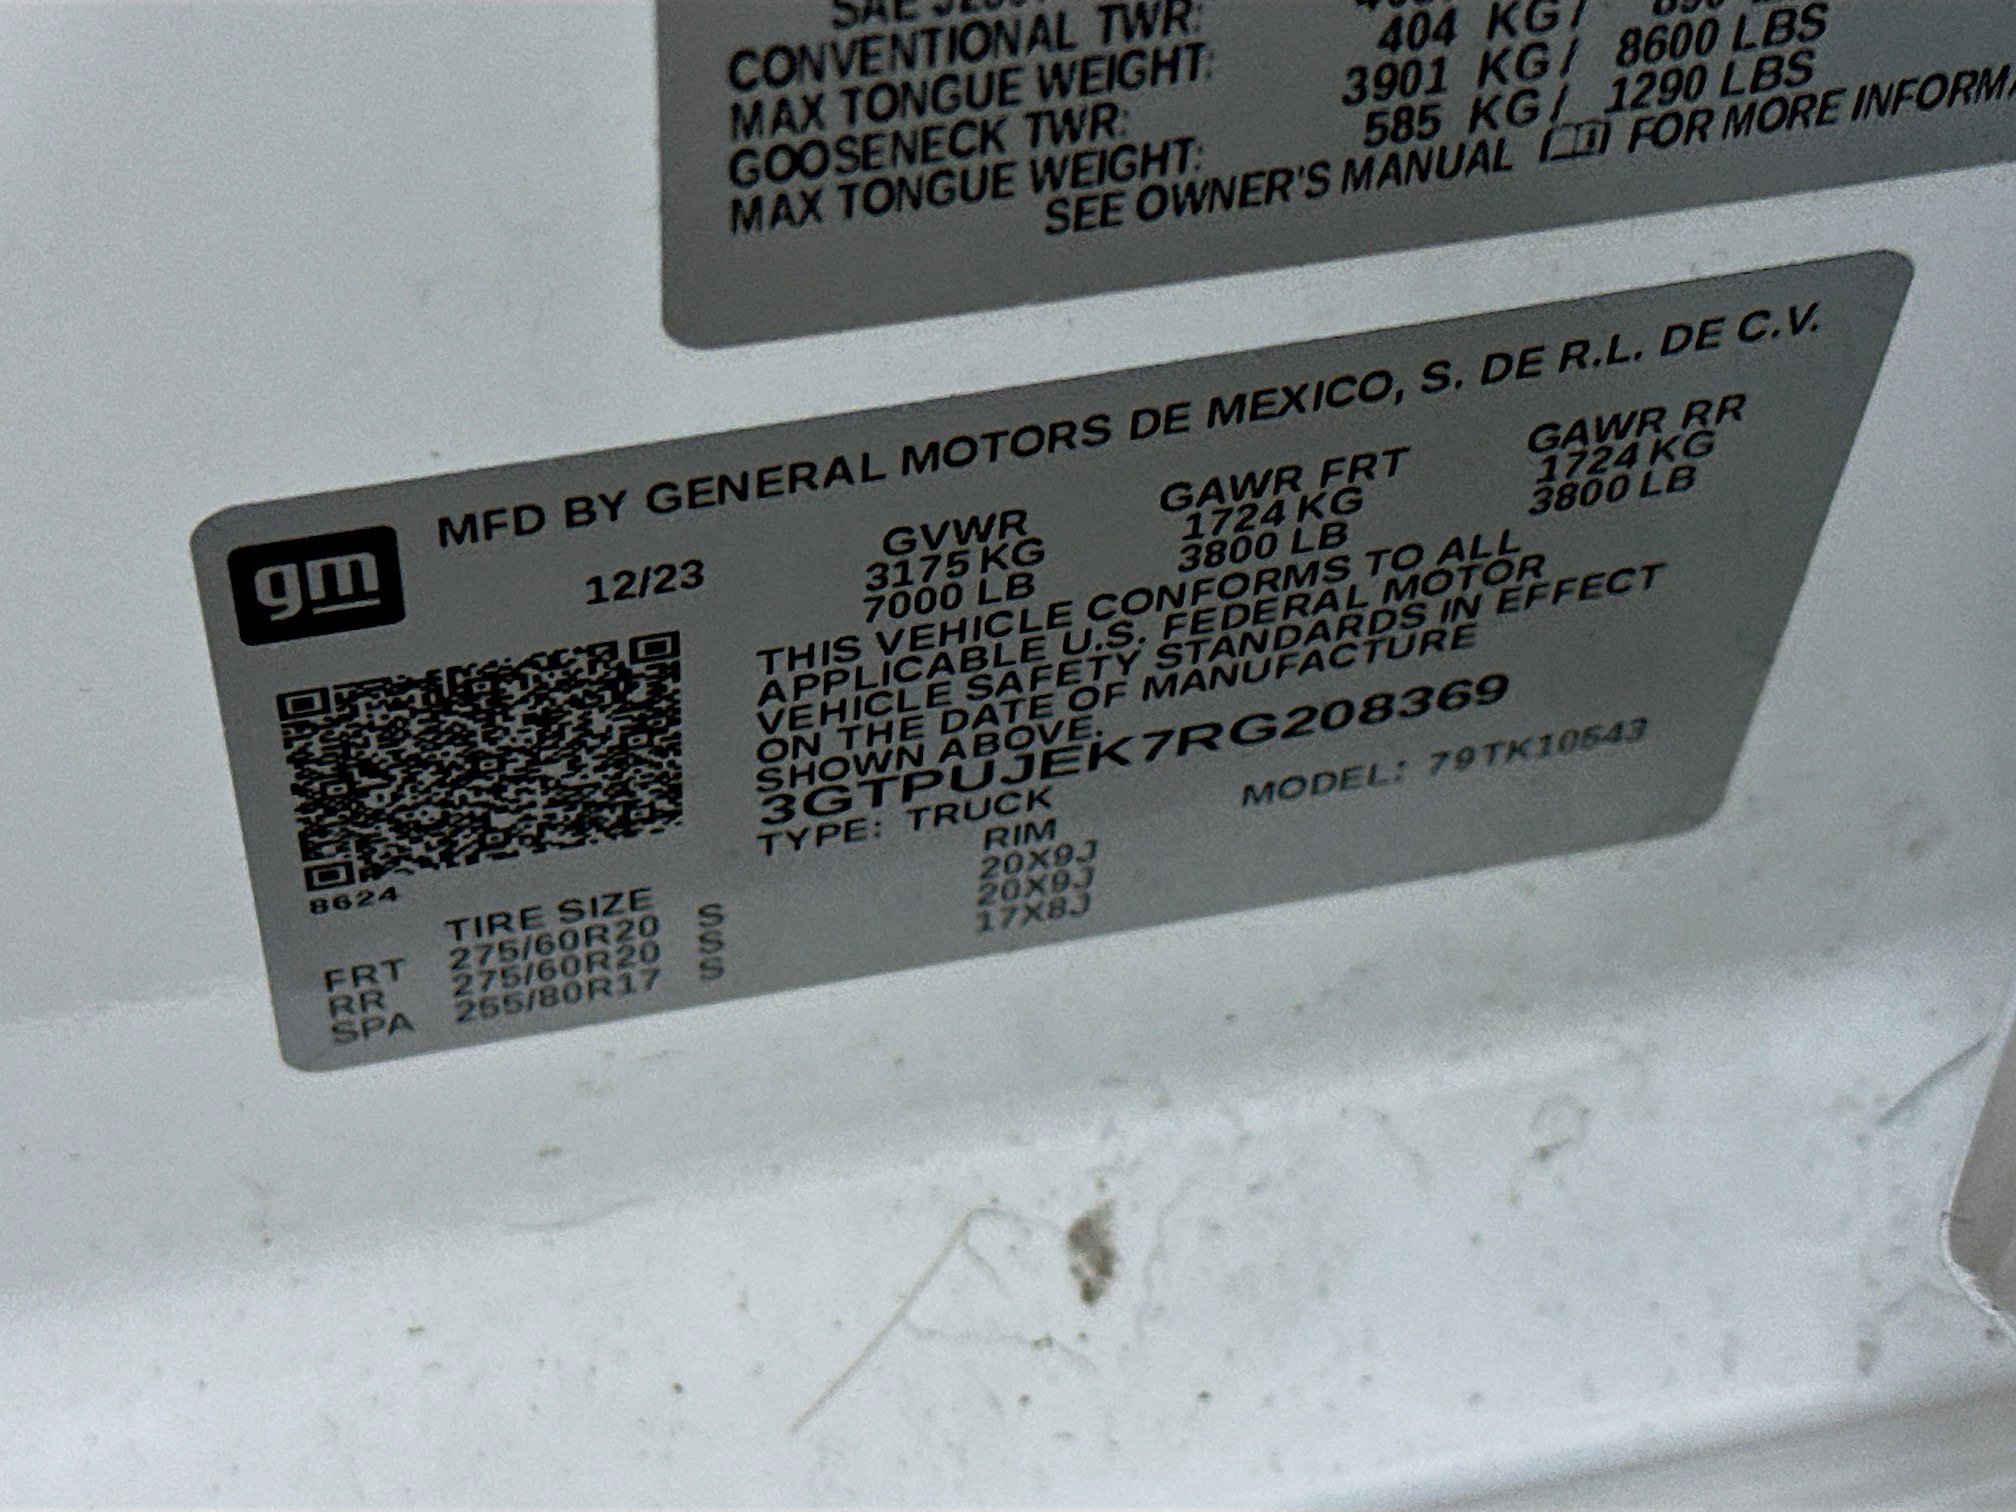 CONVENTIONAL TWR:
MAX TONGUE WEIGHT: 404 KG /
GOOSENECK TWR: 3901 KG / 8600 LBS
MAX TONGUE WEIGHT: 585 KG / 1290 LBS
SEE OWNER'S MANUAL FOR MORE INFORMA
gm
MFD BY GENERAL MOTORS DE MEXICO, S. DE R.L. DE C.V.
12/23 GVWR GAWR FRT GAWR RR
3175 KG 1724 KG 1724 KG
7000 LB 3800 LB 3800 LB
THIS VEHICLE CONFORMS TO ALL
APPLICABLE U.S. FEDERAL MOTOR
VEHICLE SAFETY STANDARDS IN EFFECT
ON THE DATE OF MANUFACTURE
SHOWN ABOVE.
3GTPUJEK7RG208369
TYPE: TRUCK MODEL: 79TK10543
8624
TIRE SIZE RIM
FRT 275/60R20 S 20X9J
RR 275/60R20 S 20X9J
SPA 255/80R17 S 17X8J